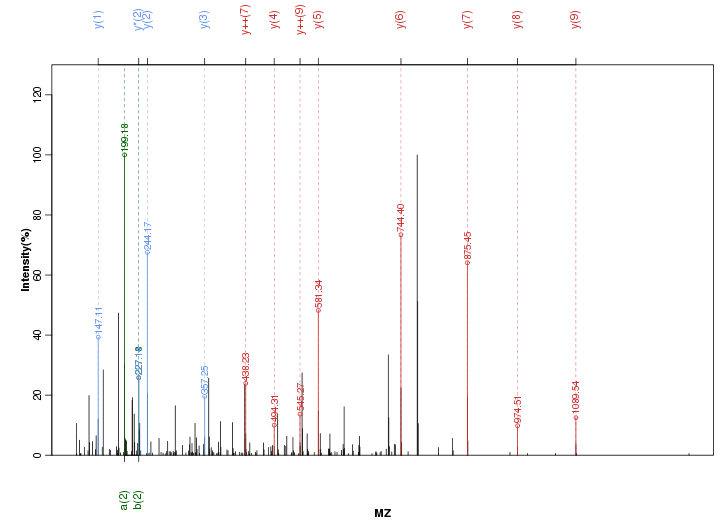 y(1)
y*(2)
y(2)
y(3)
y++(7)
y(4)
y++(9)
y(5)
y(6)
y(7)
y(8)
y(9)
Intensity(%)
0
20
40
60
80
100
120
147.11
199.18
227.18
244.17
357.25
438.23
494.31
545.27
581.34
744.40
875.45
974.51
1089.54
a(2)
b(2)
MZ